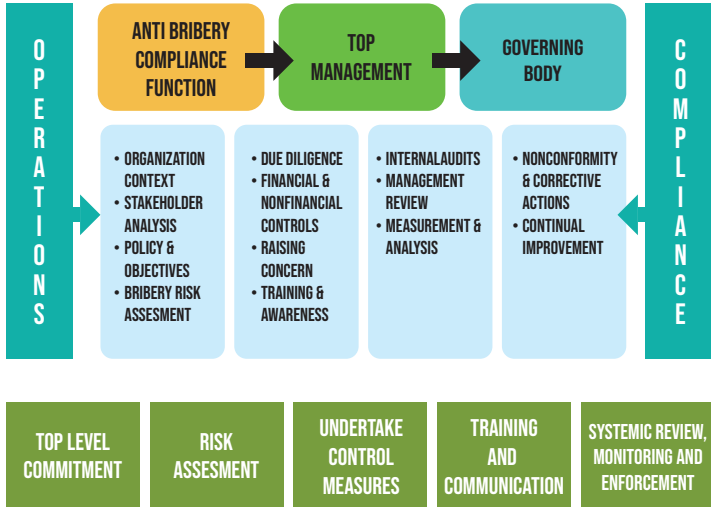 OPERATIONS
ANTI BRIBERY
COMPLIANCE
FUNCTION
TOP
MANAGEMENT
GOVERNING
BODY
COMPLIANCE
• ORGANIZATION
CONTEXT
• STAKEHOLDER
ANALYSIS
• POLICY &
OBJECTIVES
• BRIBERY RISK
ASSESMENT
• DUE DILIGENCE
• FINANCIAL &
NONFINANCIAL
CONTROLS
• RAISING
CONCERN
• TRAINING &
AWARENESS
• INTERNALAUDITS
• MANAGEMENT
REVIEW
• MEASUREMENT &
ANALYSIS
• NONCONFORMITY
& CORRECTIVE
ACTIONS
• CONTINUAL
IMPROVEMENT
TOP LEVEL
COMMITMENT
RISK
ASSESMENT
UNDERTAKE
CONTROL
MEASURES
TRAINING
AND
COMMUNICATION
SYSTEMIC REVIEW,
MONITORING AND
ENFORCEMENT